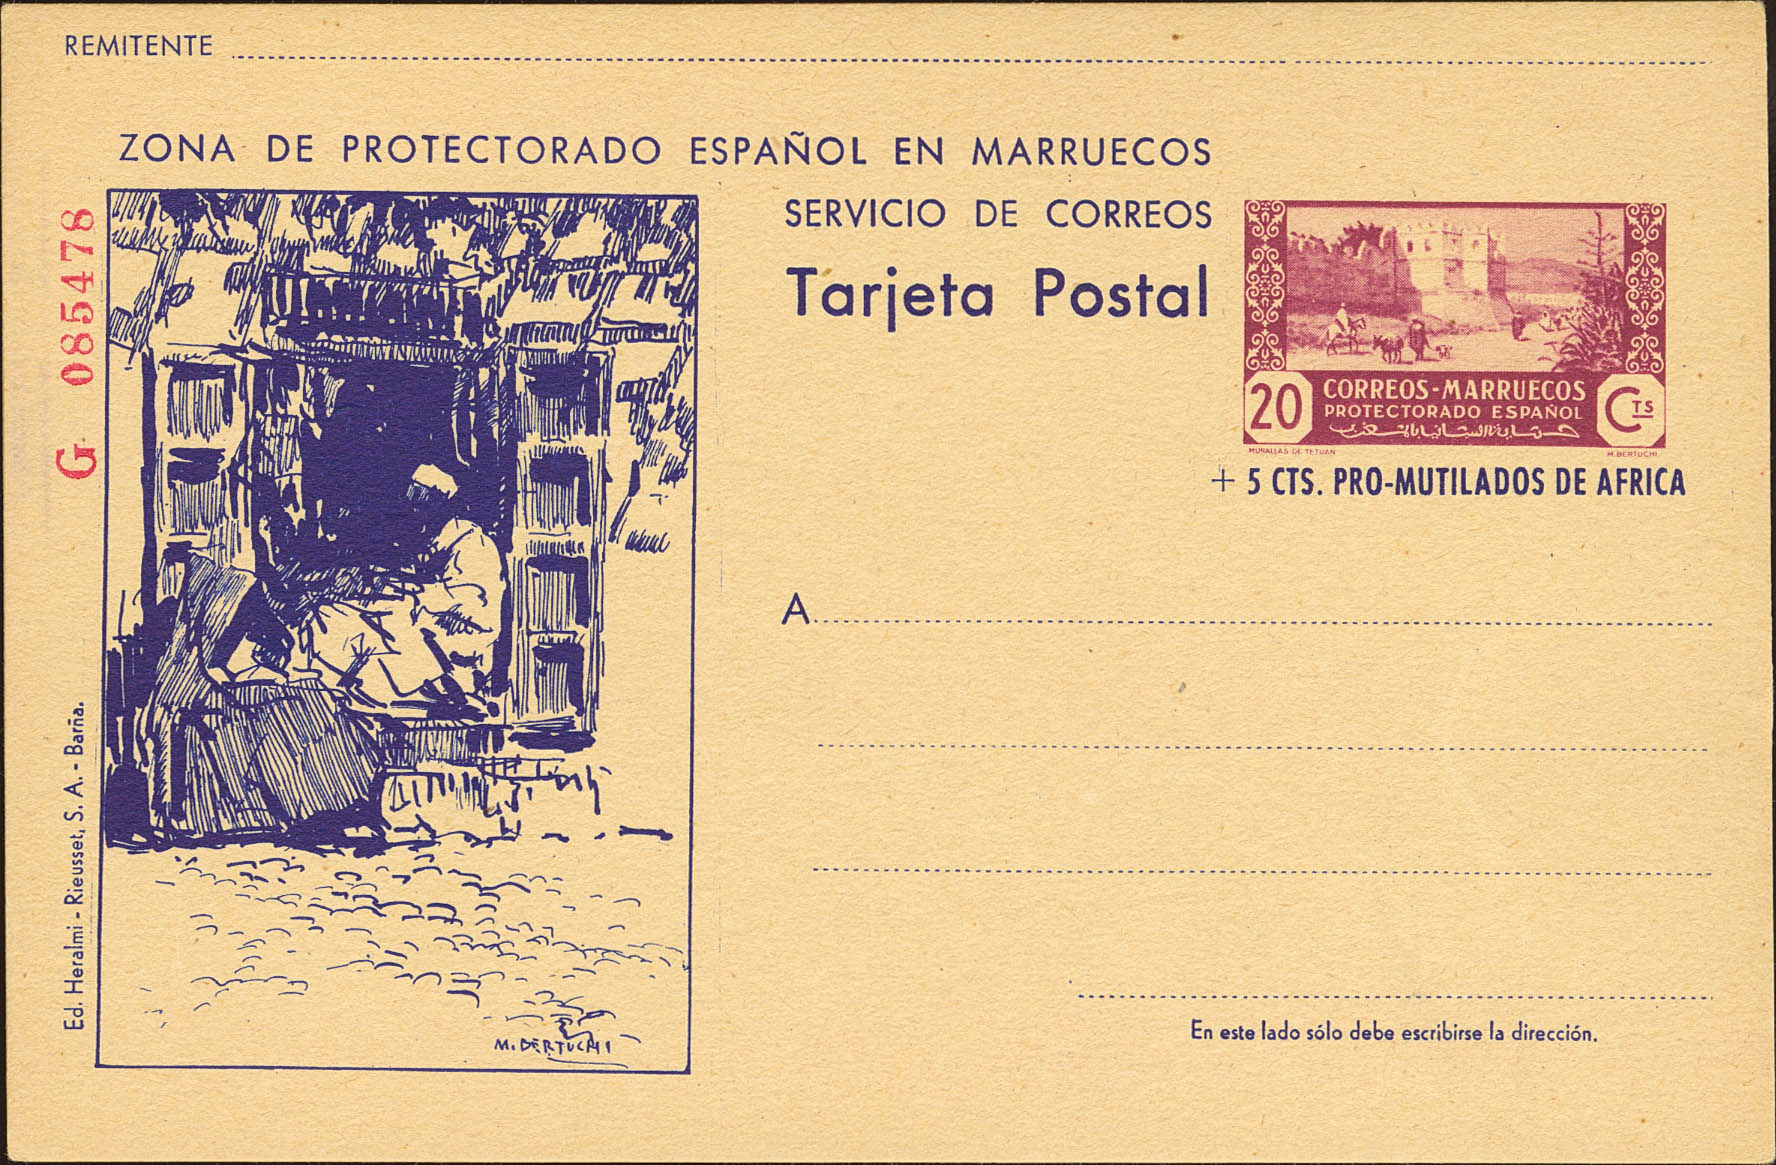 REMITENTE
ZONA DE PROTECTORADO ESPAÑOL EN MARRUECOS
SERVICIO DE CORREOS
Tarjeta Postal
G 085478
20 CORREOS-MARRUECOS Cts
PROTECTORADO ESPAÑOL
MURALLAS DE TETUAN
M. BERTUCHI
+ 5 CTS. PRO-MUTILADOS DE AFRICA
A
Ed. Heralmi - Rieusset, S. A. - Barña.
M. BERTUCHI
En este lado sólo debe escribirse la dirección.